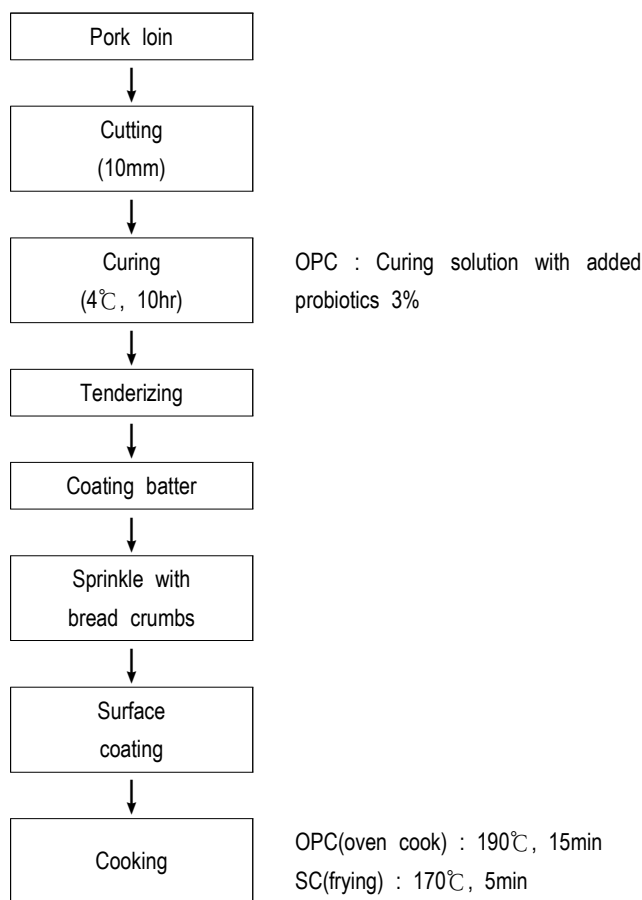 Pork loin
Cutting
(10mm)
Curing
(4℃, 10hr)
OPC : Curing solution with added
probiotics 3%
Tenderizing
Coating batter
Sprinkle with
bread crumbs
Surface
coating
Cooking
OPC(oven cook) : 190℃, 15min
SC(frying) : 170℃, 5min